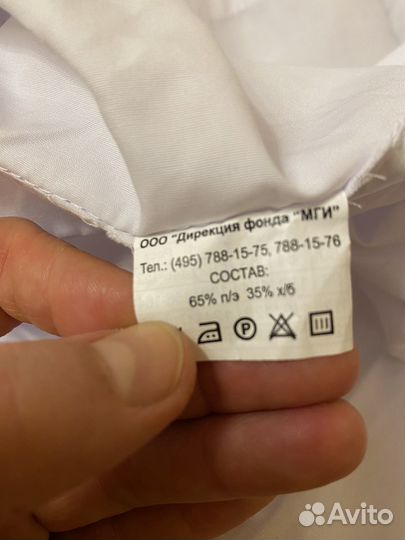 ООО "Дирекция фонда "МГИ"
Тел.: (495) 788-15-75, 788-15-76
СОСТАВ:
65% п/э 35% х/б
P
Avito